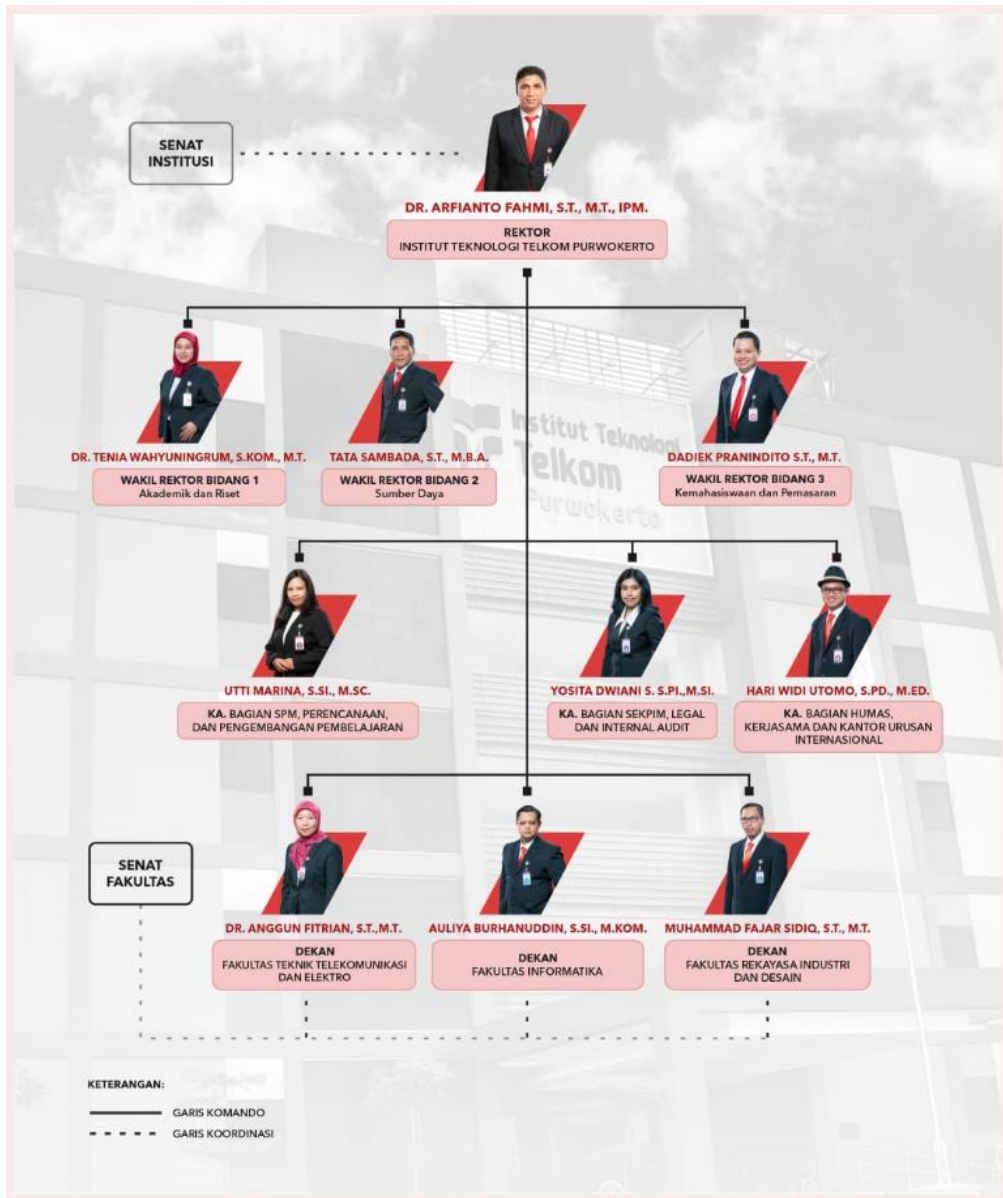 SENAT
INSTITUSI
DR. ARFIANTO FAHMI, S.T., M.T., IPM.
REKTOR
INSTITUT TEKNOLOGI TELKOM PURWOKERTO
Institut Teknologi
Telkom
Purwokerto
DR. TENIA WAHYUNINGRUM, S.KOM., M.T.
WAKIL REKTOR BIDANG 1
Akademik dan Riset
TATA SAMBADA, S.T., M.B.A.
WAKIL REKTOR BIDANG 2
Sumber Daya
DADIEK PRANINDITO S.T., M.T.
WAKIL REKTOR BIDANG 3
Kemahasiswaan dan Pemasaran
UTTI MARINA, S.SI., M.SC.
KA. BAGIAN SPM, PERENCANAAN,
DAN PENGEMBANGAN PEMBELAJARAN
YOSITA DWIANI S. S.PI.,M.SI.
KA. BAGIAN SEKPIM, LEGAL
DAN INTERNAL AUDIT
HARI WIDI UTOMO, S.PD., M.ED.
KA. BAGIAN HUMAS,
KERJASAMA DAN KANTOR URUSAN
INTERNASIONAL
SENAT
FAKULTAS
DR. ANGGUN FITRIAN, S.T.,M.T.
DEKAN
FAKULTAS TEKNIK TELEKOMUNIKASI
DAN ELEKTRO
AULIYA BURHANUDDIN, S.SI., M.KOM.
DEKAN
FAKULTAS INFORMATIKA
MUHAMMAD FAJAR SIDIQ, S.T., M.T.
DEKAN
FAKULTAS REKAYASA INDUSTRI
DAN DESAIN
KETERANGAN:
GARIS KOMANDO
GARIS KOORDINASI